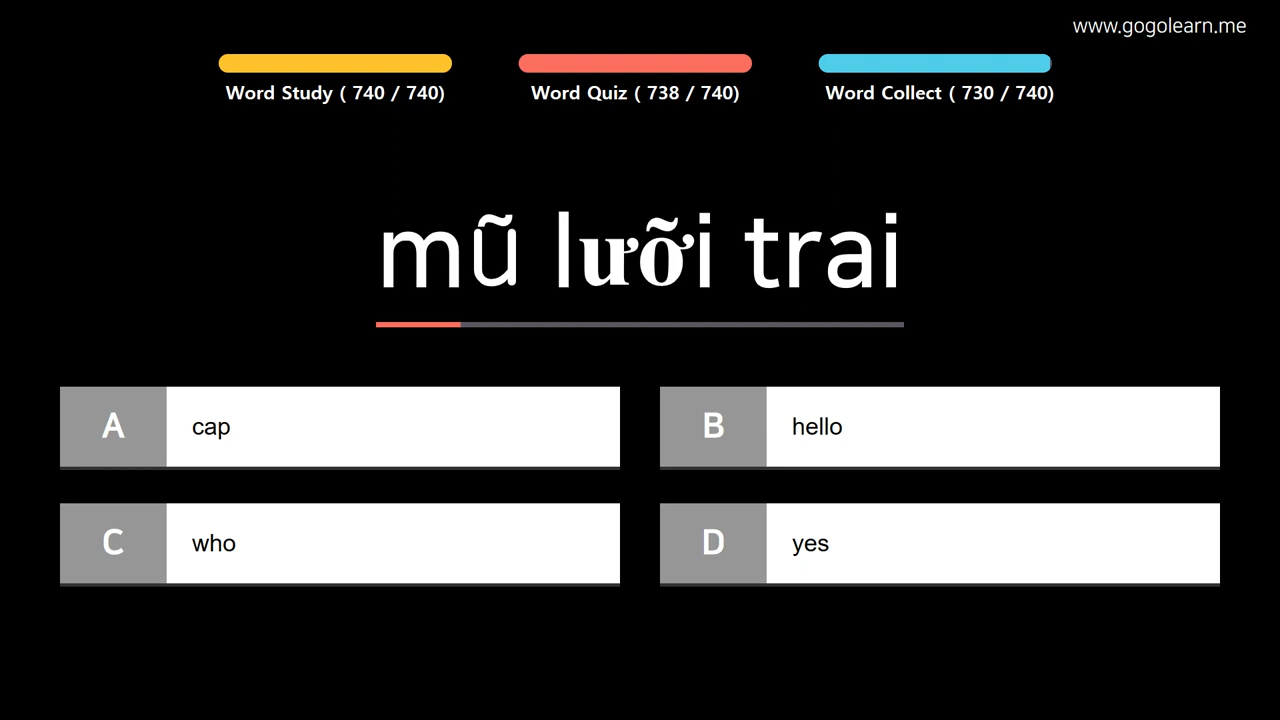 www.gogolearn.me
Word Study ( 740 / 740)
Word Quiz ( 738 / 740)
Word Collect ( 730 / 740)
mũ lưỡi trai
A cap
B hello
C who
D yes